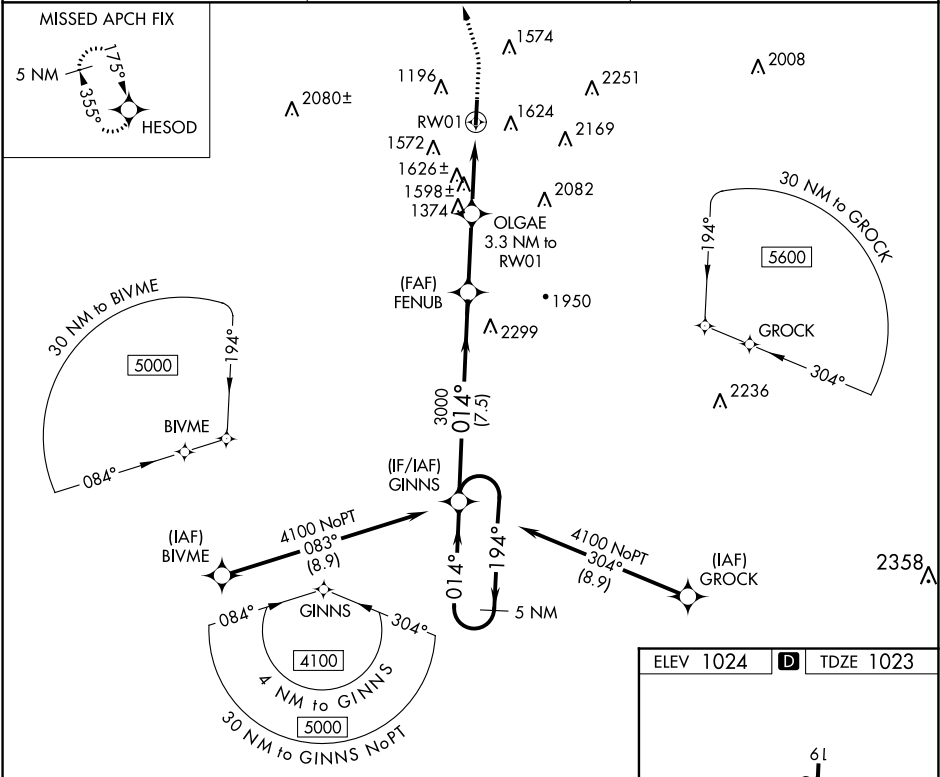 MISSED APCH FIX
5 NM
175°
355°
HESOD
1574
2008
1196
2251
2080±
RW01
1624
2169
1572
1626±
1598±
1374
2082
OLGAE
3.3 NM to
RW01
30 NM to GROCK
194°
5600
GROCK
304°
(FAF)
FENUB
1950
2299
30 NM to BIVME
5000
194°
BIVME
084°
2236
3000
014°
(7.5)
(IF/IAF)
GINNS
4100 NoPT
083°
(8.9)
(IAF)
BIVME
014°
194°
5 NM
4100 NoPT
304°
(8.9)
(IAF)
GROCK
2358
084°
GINNS
304°
4100
4 NM to GINNS
5000
30 NM to GINNS NoPT
ELEV 1024 D TDZE 1023
19